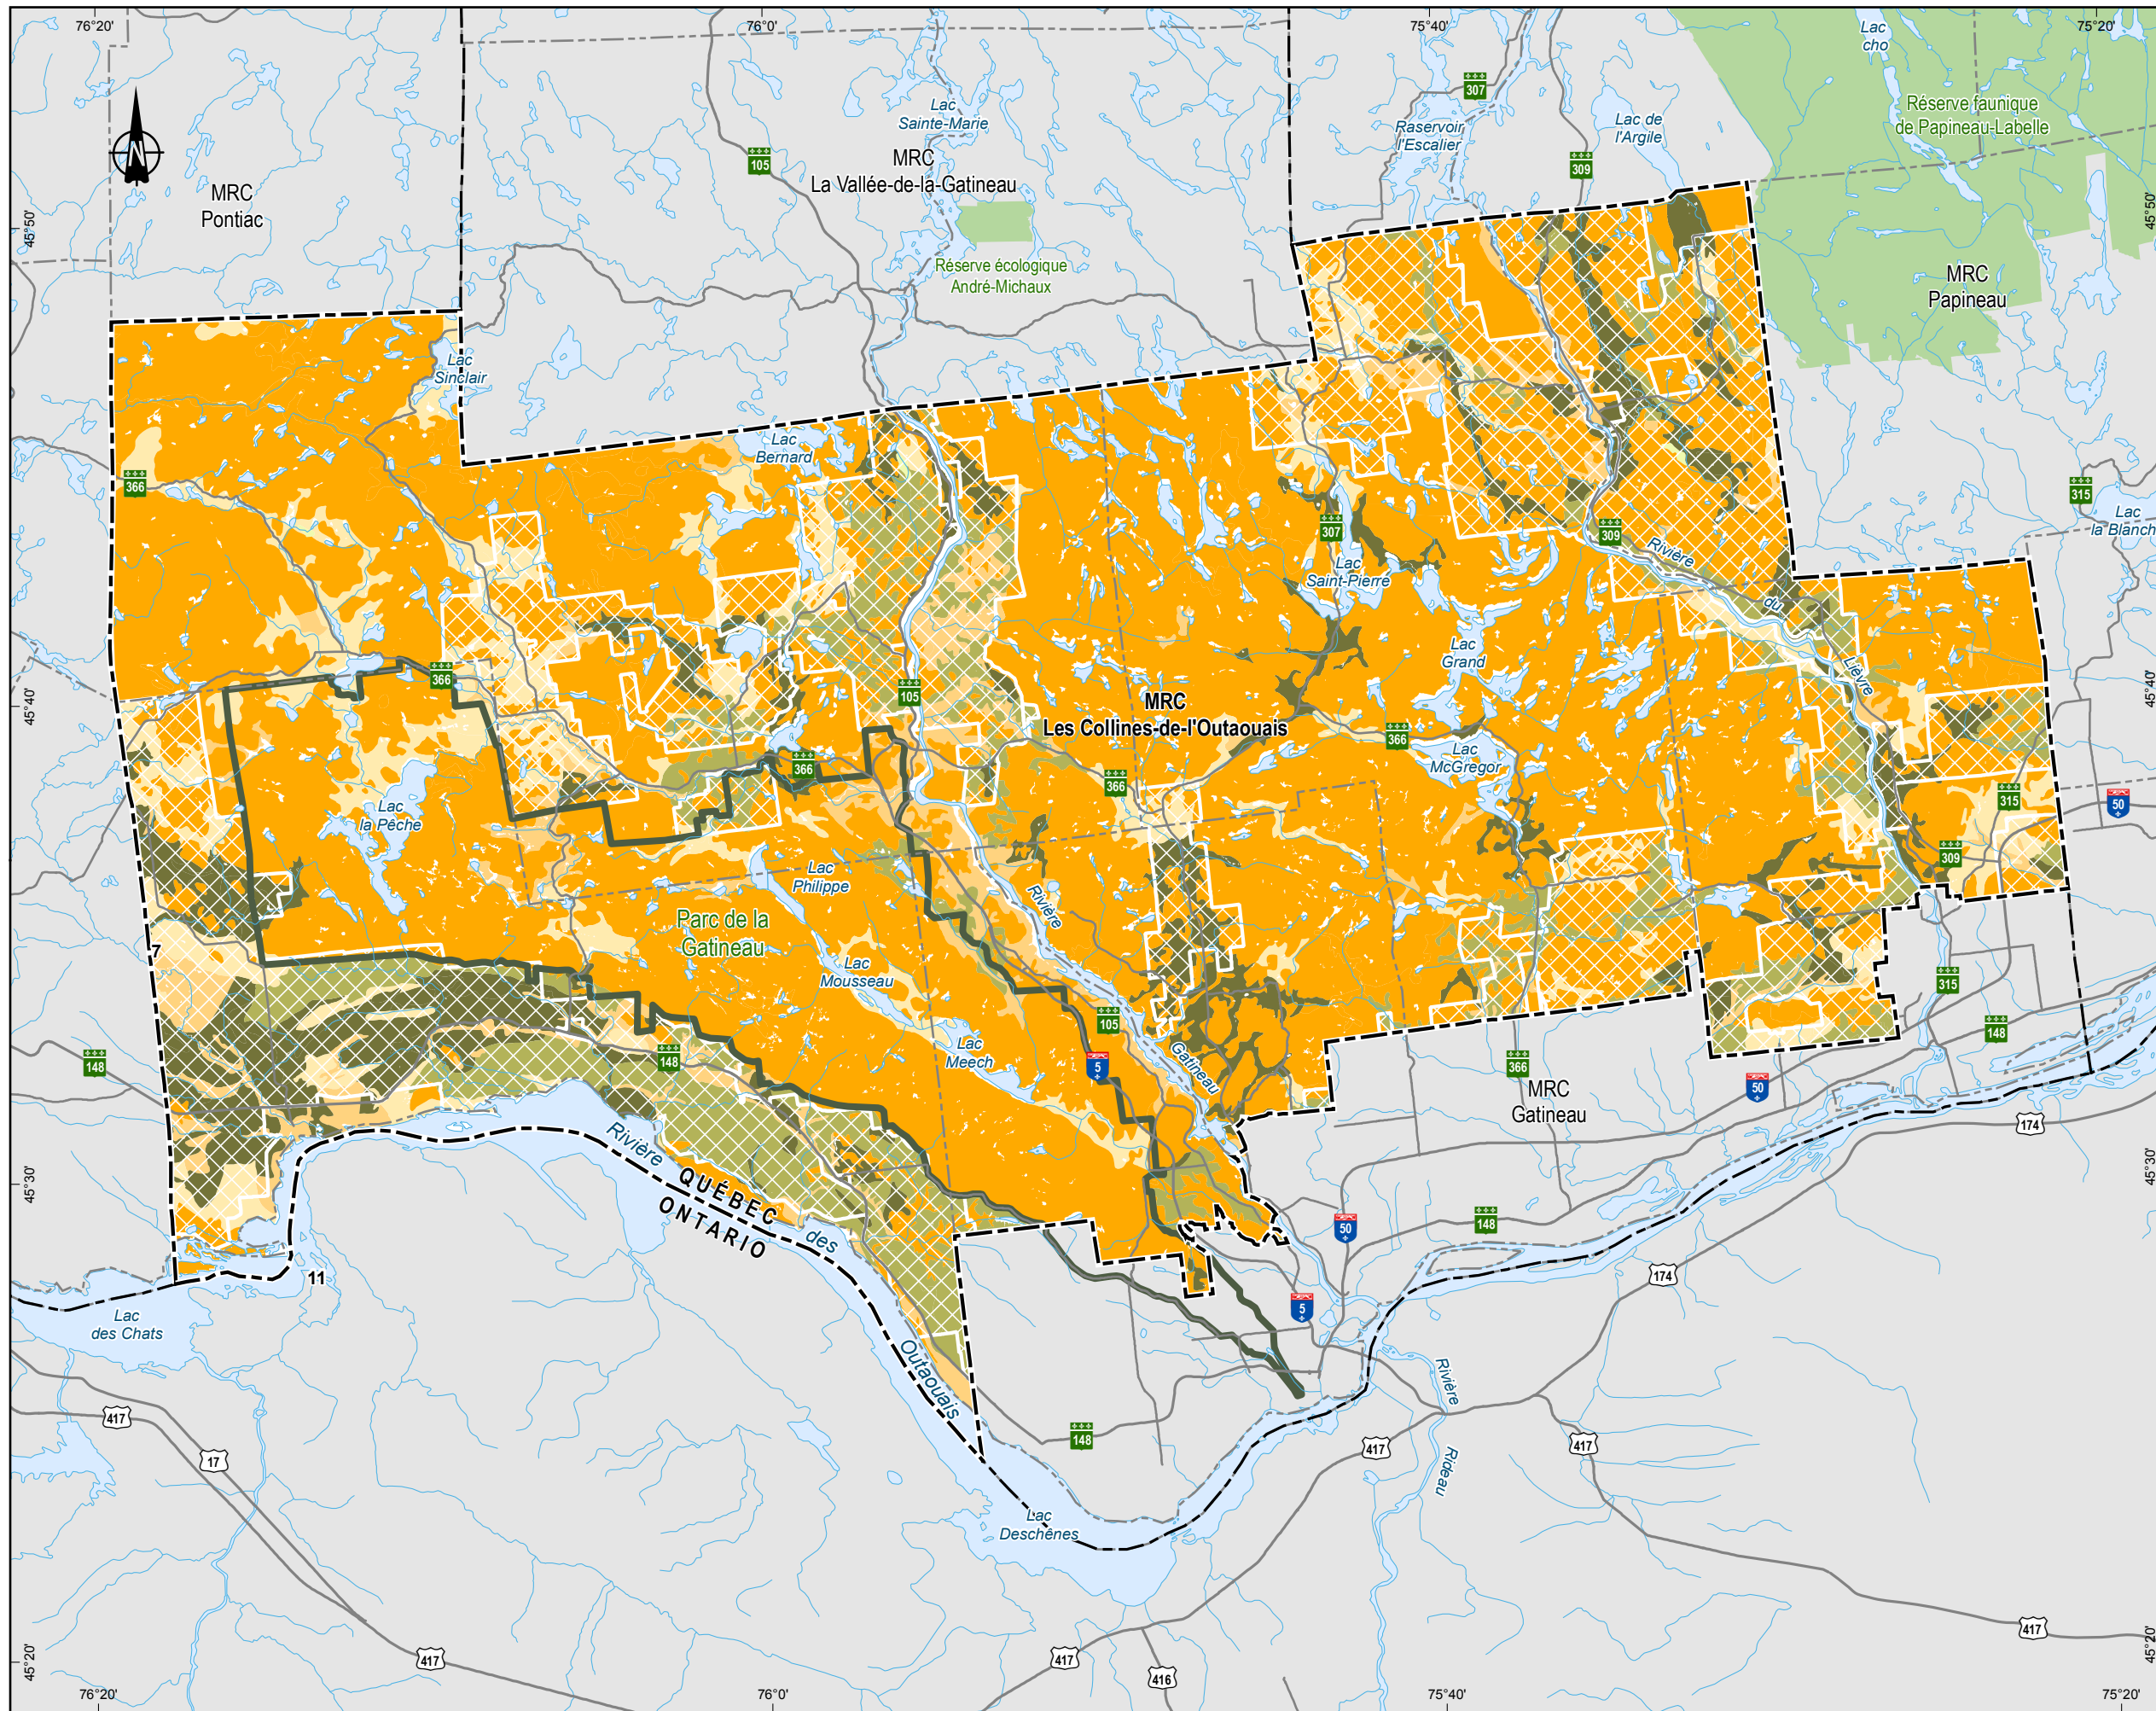 76°20'
76°0'
75°40'
75°20'
Lac
cho
307
Réserve faunique
de Papineau-Labelle
Lac
Sainte-Marie
Raservoir
l'Escalier
Lac de
l'Argile
N
105
MRC
La Vallée-de-la-Gatineau
309
MRC
Pontiac
45°50'
45°50'
Réserve écologique
André-Michaux
MRC
Papineau
Lac
Sinclair
Lac
Bernard
366
315
Lac
la Blanch
307
309
Rivière
du
Lièvre
Lac
Saint-Pierre
Lac
Grand
366
105
45°40'
45°40'
MRC
Les Collines-de-l'Outaouais
366
366
366
Lac
McGregor
Lac
la Pêche
315
50
309
Lac
Philippe
Rivière
Gatineau
Parc de la
Gatineau
7
Lac
Mousseau
315
105
148
148
148
Lac
Meech
5
366
50
MRC
Gatineau
174
Rivière
des
Outaouais
QUÉBEC
ONTARIO
45°30'
45°30'
50
148
11
174
Lac
des Chats
5
417
Rivière
Rideau
148
417
417
17
Lac
Deschênes
417
45°20'
45°20'
417
417
416
76°20'
76°0'
75°40'
75°20'